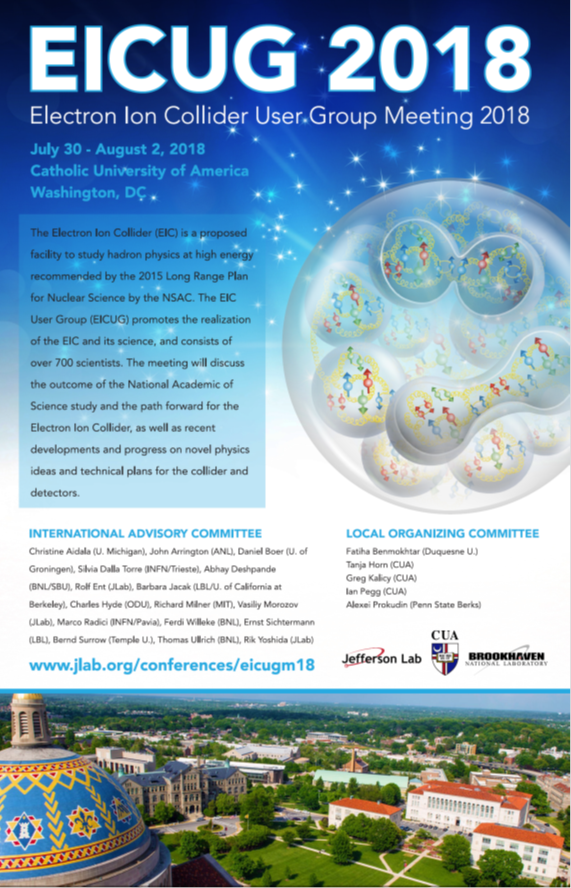 EICUG 2018
Electron Ion Collider User Group Meeting 2018
July 30 - August 2, 2018
Catholic University of America
Washington, DC
The Electron Ion Collider (EIC) is a proposed
facility to study hadron physics at high energy
recommended by the 2015 Long Range Plan
for Nuclear Science by the NSAC. The EIC
User Group (EICUG) promotes the realization
of the EIC and its science, and consists of
over 700 scientists. The meeting will discuss
the outcome of the National Academic of
Science study and the path forward for the
Electron Ion Collider, as well as recent
developments and progress on novel physics
ideas and technical plans for the collider and
detectors.
INTERNATIONAL ADVISORY COMMITTEE
Christine Aidala (U. Michigan), John Arrington (ANL), Daniel Boer (U. of
Groningen), Silvia Dalla Torre (INFN/Trieste), Abhay Deshpande
(BNL/SBU), Rolf Ent (JLab), Barbara Jacak (LBL/U. of California at
Berkeley), Charles Hyde (ODU), Richard Milner (MIT), Vasiliy Morozov
(JLab), Marco Radici (INFN/Pavia), Ferdi Willeke (BNL), Ernst Sichtermann
(LBL), Bernd Surrow (Temple U.), Thomas Ullrich (BNL), Rik Yoshida (JLab)
www.jlab.org/conferences/eicugm18
LOCAL ORGANIZING COMMITTEE
Fatiha Benmokhtar (Duquesne U.)
Tanja Horn (CUA)
Greg Kalicy (CUA)
Ian Pegg (CUA)
Alexei Prokudin (Penn State Berks)
Jefferson Lab
CUA
BROOKHAVEN
NATIONAL LABORATORY